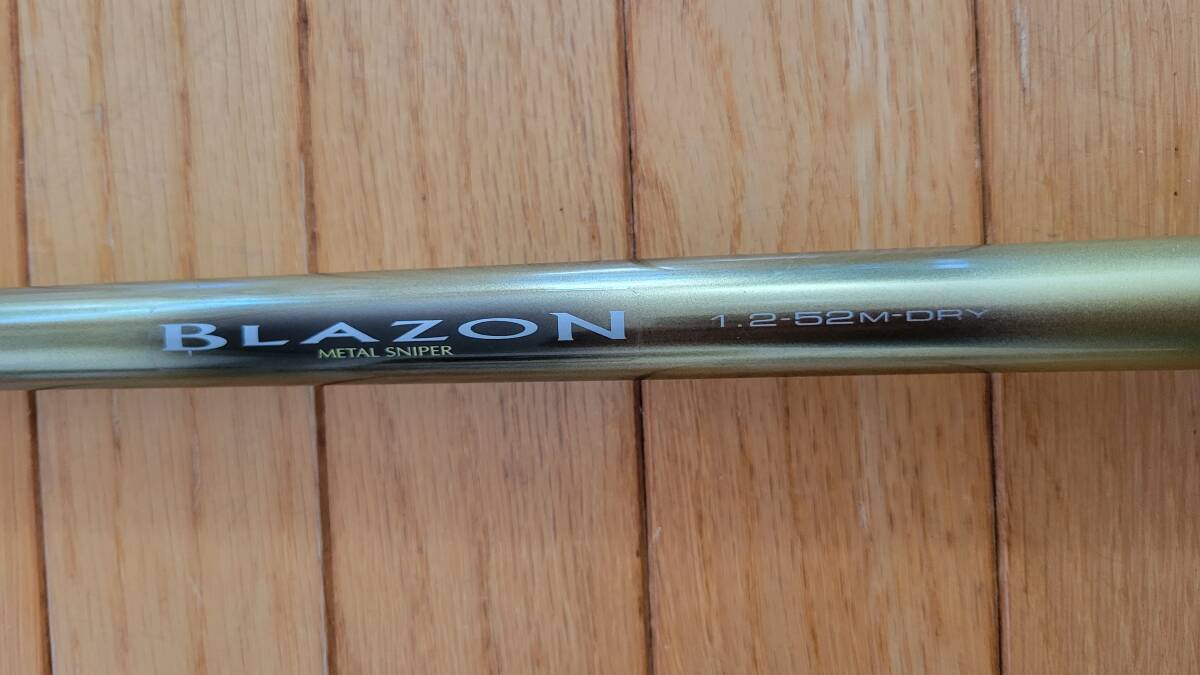 BLAZON
METAL SNIPER
1.2-52M-DRY